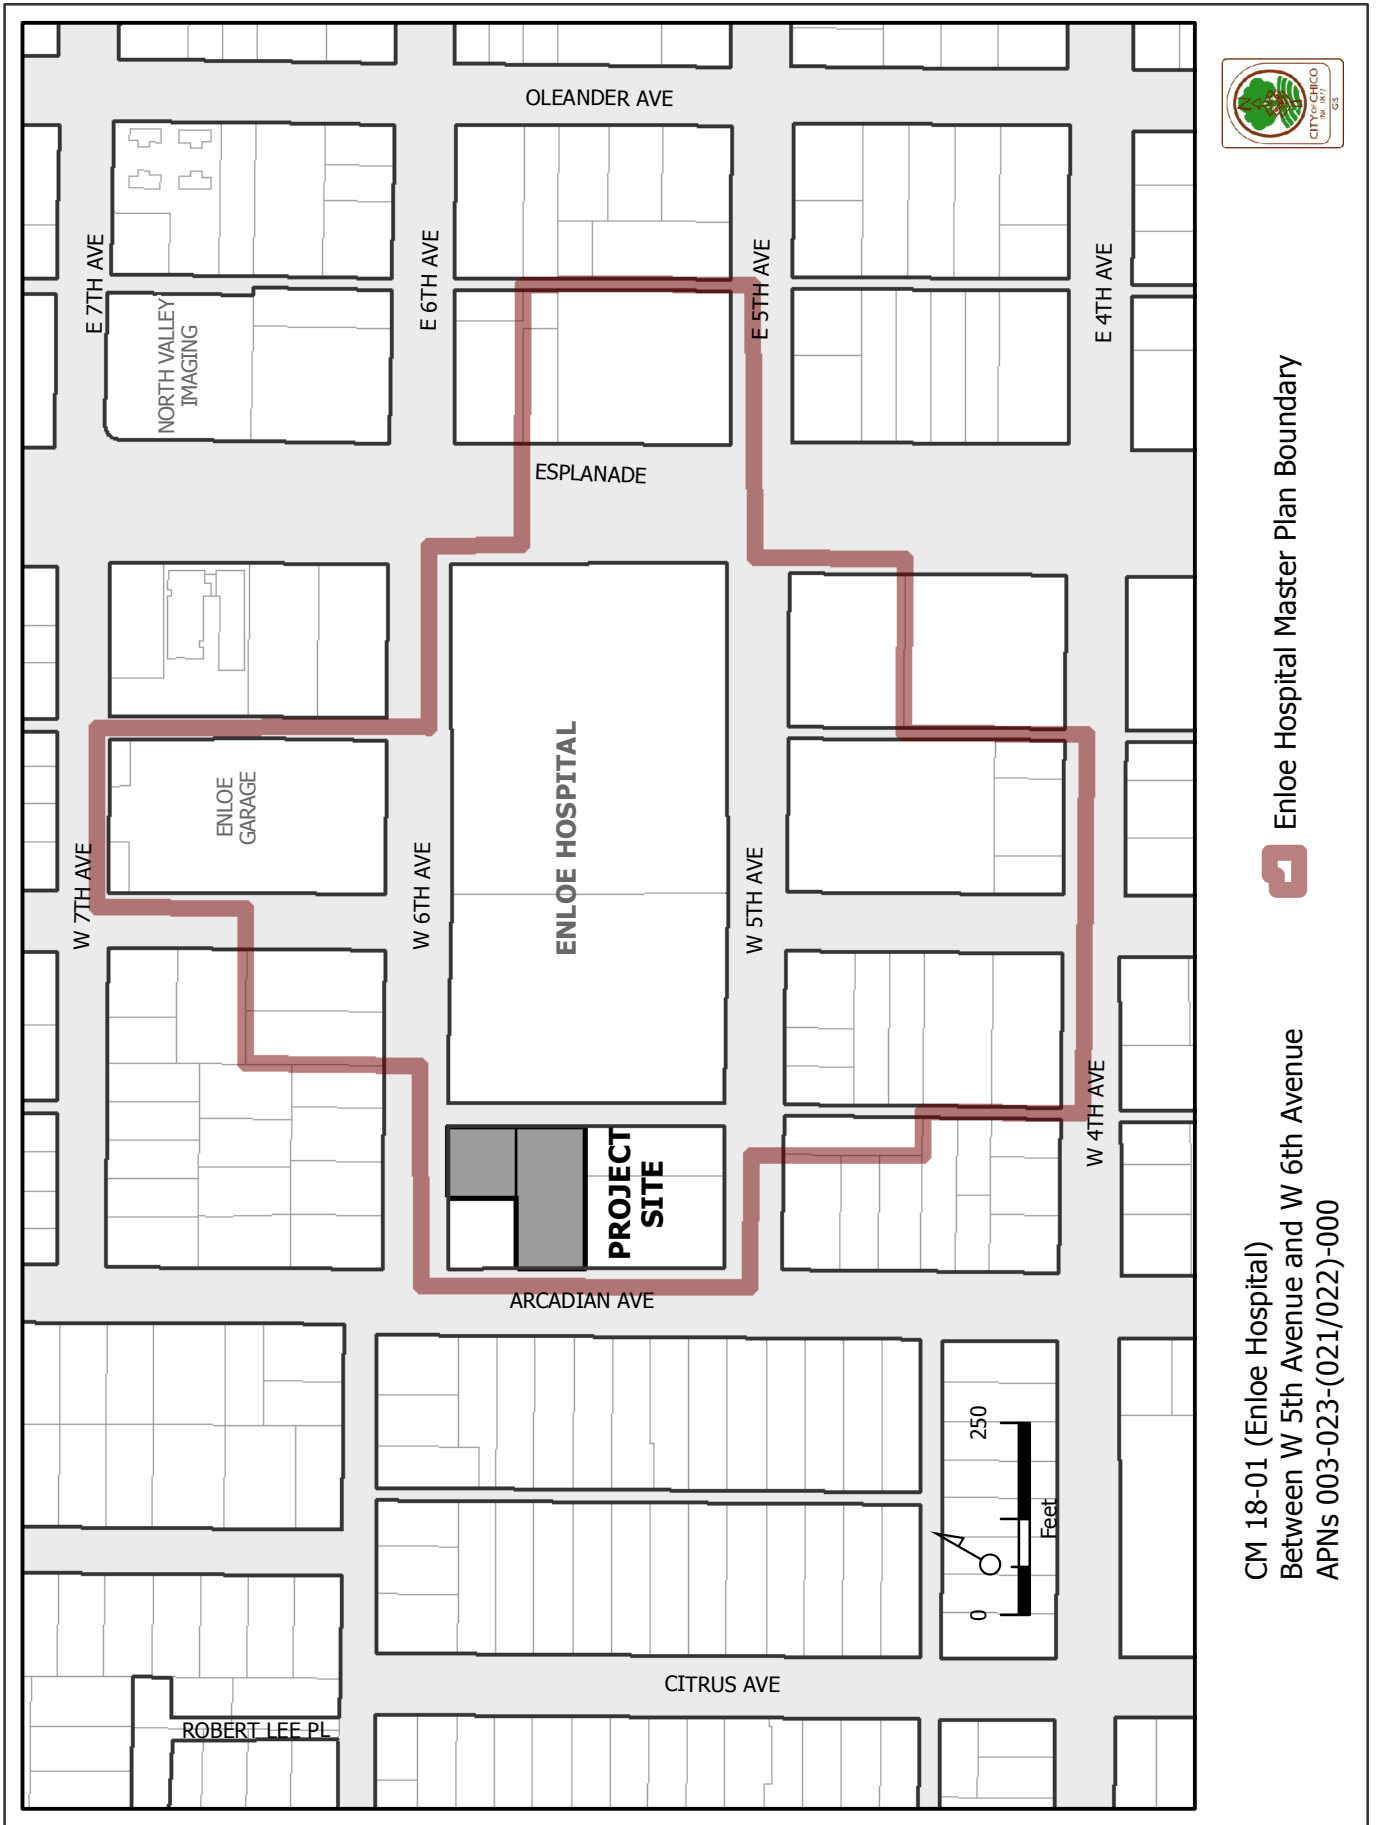 OLEANDER AVE
E 7TH AVE
E 6TH AVE
E 5TH AVE
E 4TH AVE
NORTH VALLEY
IMAGING
ESPLANADE
ENLOE
GARAGE
ENLOE HOSPITAL
W 7TH AVE
W 6TH AVE
W 5TH AVE
W 4TH AVE
PROJECT
SITE
ARCADIAN AVE
CITRUS AVE
ROBERT LEE PL
0
250
Feet
CM 18-01 (Enloe Hospital)
Between W 5th Avenue and W 6th Avenue
APNs 003-023-(021/022)-000
Enloe Hospital Master Plan Boundary
N
CITY OF CHICO
INC. 1872
GIS